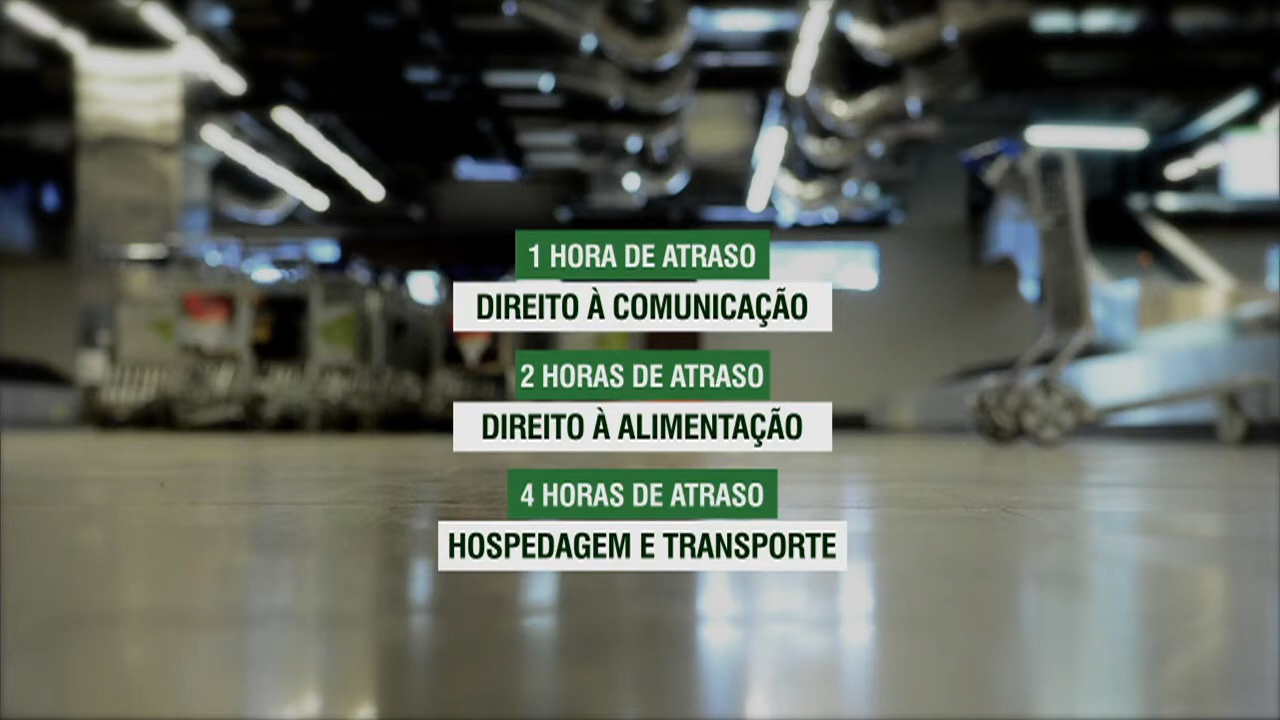 1 HORA DE ATRASO
DIREITO À COMUNICAÇÃO
2 HORAS DE ATRASO
DIREITO À ALIMENTAÇÃO
4 HORAS DE ATRASO
HOSPEDAGEM E TRANSPORTE